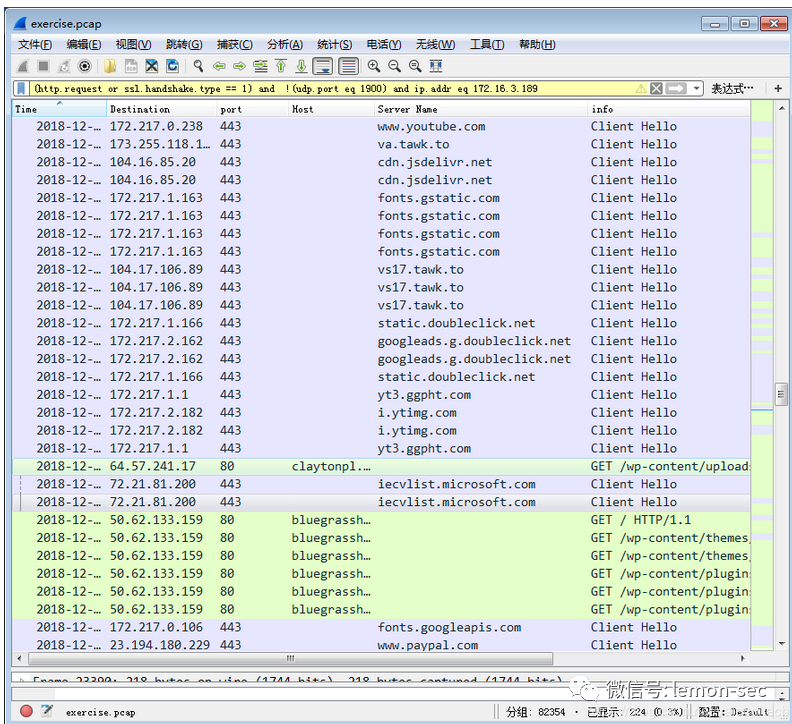 exercise.pcap
文件(F) 编辑(E) 视图(V) 跳转(G) 捕获(C) 分析(A) 统计(S) 电话(Y) 无线(W) 工具(T) 帮助(H)
(http.request or ssl.handshake.type == 1) and !(udp.port eq 1900) and ip.addr eq 172.16.3.189 表达式… +
Time Destination port Host Server Name info
2018-12-… 172.217.0.238 443 www.youtube.com Client Hello
2018-12-… 173.255.118.1… 443 va.tawk.to Client Hello
2018-12-… 104.16.85.20 443 cdn.jsdelivr.net Client Hello
2018-12-… 104.16.85.20 443 cdn.jsdelivr.net Client Hello
2018-12-… 172.217.1.163 443 fonts.gstatic.com Client Hello
2018-12-… 172.217.1.163 443 fonts.gstatic.com Client Hello
2018-12-… 172.217.1.163 443 fonts.gstatic.com Client Hello
2018-12-… 172.217.1.163 443 fonts.gstatic.com Client Hello
2018-12-… 104.17.106.89 443 vs17.tawk.to Client Hello
2018-12-… 104.17.106.89 443 vs17.tawk.to Client Hello
2018-12-… 104.17.106.89 443 vs17.tawk.to Client Hello
2018-12-… 172.217.1.166 443 static.doubleclick.net Client Hello
2018-12-… 172.217.2.162 443 googleads.g.doubleclick.net Client Hello
2018-12-… 172.217.2.162 443 googleads.g.doubleclick.net Client Hello
2018-12-… 172.217.1.166 443 static.doubleclick.net Client Hello
2018-12-… 172.217.1.1 443 yt3.ggpht.com Client Hello
2018-12-… 172.217.2.182 443 i.ytimg.com Client Hello
2018-12-… 172.217.2.182 443 i.ytimg.com Client Hello
2018-12-… 172.217.1.1 443 yt3.ggpht.com Client Hello
2018-12-… 64.57.241.17 80 claytonpl.… GET /wp-content/upload
2018-12-… 72.21.81.200 443 iecvlist.microsoft.com Client Hello
2018-12-… 72.21.81.200 443 iecvlist.microsoft.com Client Hello
2018-12-… 50.62.133.159 80 bluegrassh… GET / HTTP/1.1
2018-12-… 50.62.133.159 80 bluegrassh… GET /wp-content/themes
2018-12-… 50.62.133.159 80 bluegrassh… GET /wp-content/themes
2018-12-… 50.62.133.159 80 bluegrassh… GET /wp-content/plugin
2018-12-… 50.62.133.159 80 bluegrassh… GET /wp-content/plugin
2018-12-… 50.62.133.159 80 bluegrassh… GET /wp-content/plugin
2018-12-… 172.217.0.106 443 fonts.googleapis.com Client Hello
2018-12-… 23.194.180.229 443 www.paypal.com Client Hello
Frame 23390: 218 bytes on wire (1744 bits), 218 bytes captured (1744 bits)
微信号: lemon-sec
exercise.pcap 分组: 82354 · 已显示: 224 (0.3%) 配置: Default